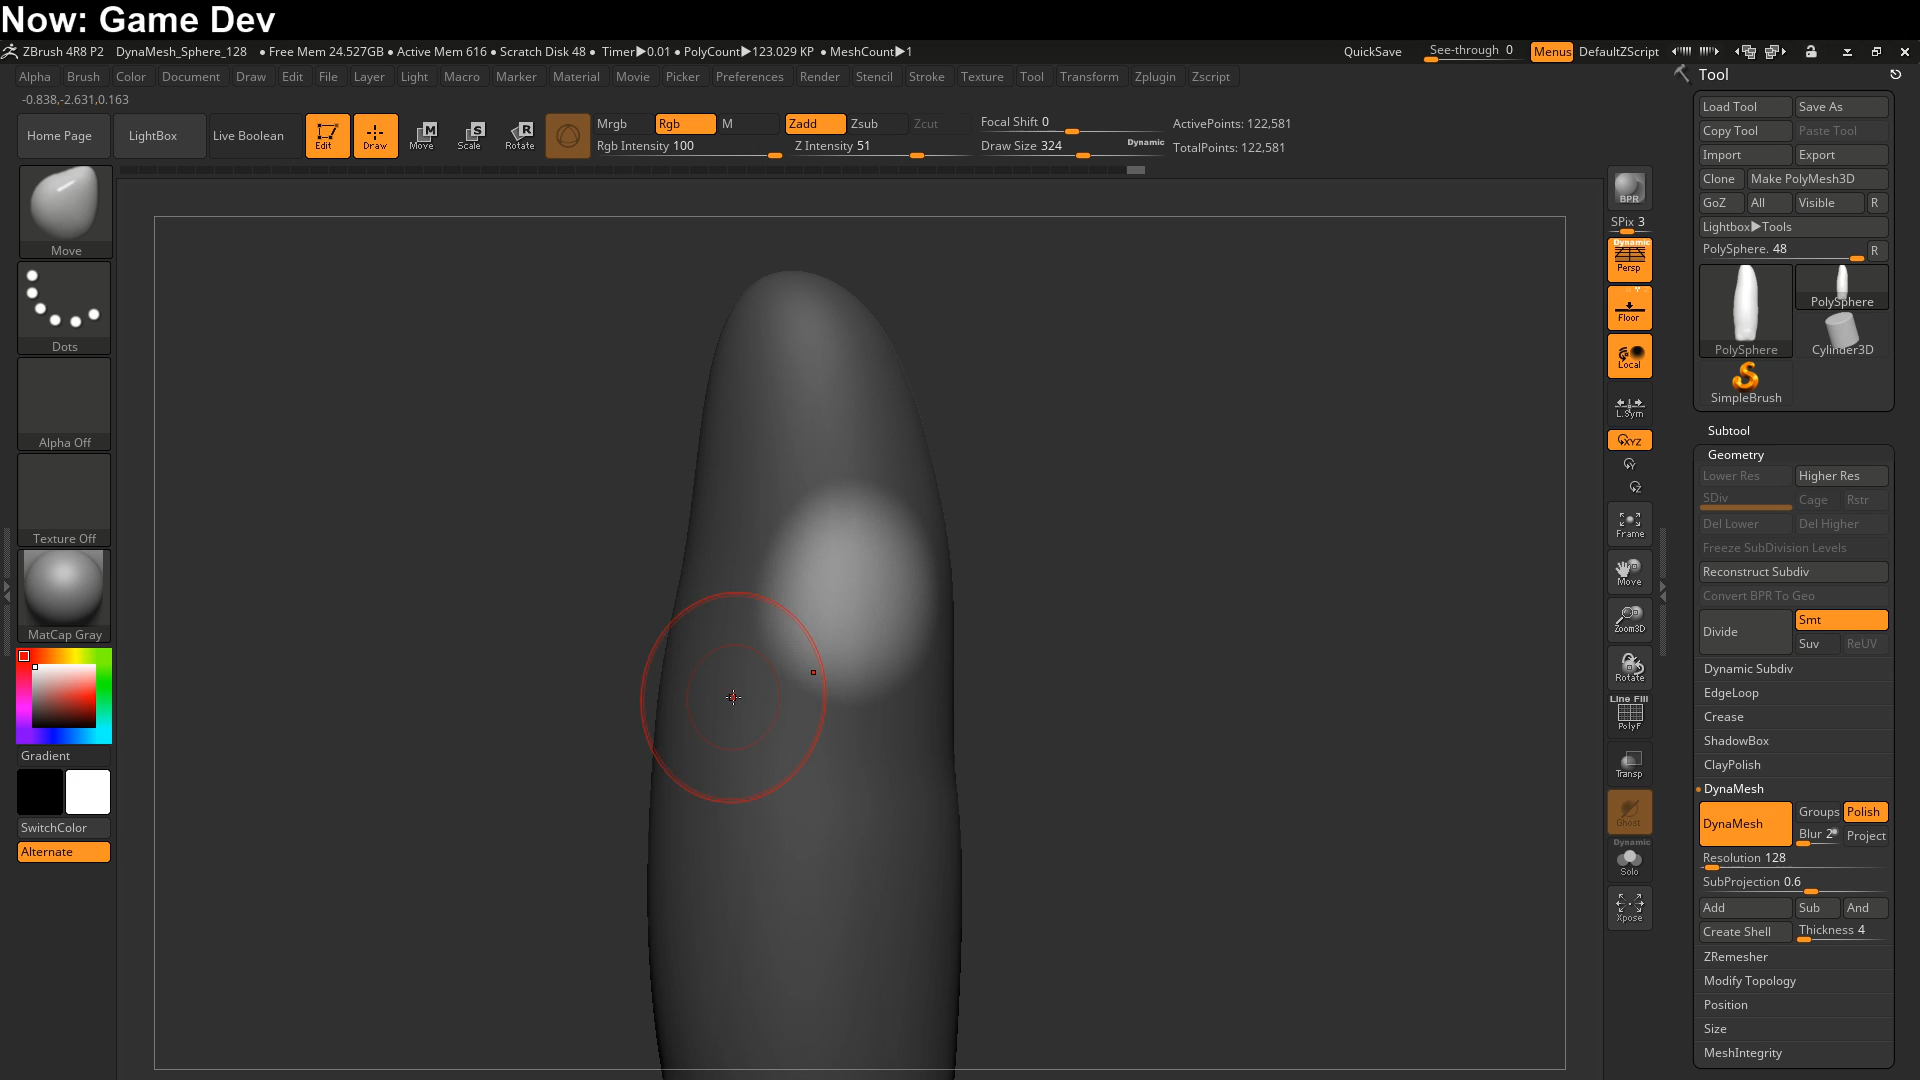 Now: Game Dev
ZBrush 4R8 P2 DynaMesh_Sphere_128 ● Free Mem 24.527GB ● Active Mem 616 ● Scratch Disk 48 ● Timer▶0.01 ● PolyCount▶123.029 KP ● MeshCount▶1 QuickSave See-through 0 Menus DefaultZScript
Alpha Brush Color Document Draw Edit File Layer Light Macro Marker Material Movie Picker Preferences Render Stencil Stroke Texture Tool Transform Zplugin Zscript
Tool
-0.838,-2.631,0.163
Home Page LightBox Live Boolean Edit Draw Move Scale Rotate
Mrgb Rgb M Zadd Zsub Zcut Focal Shift 0 ActivePoints: 122,581
Rgb Intensity 100 Z Intensity 51 Draw Size 324 Dynamic TotalPoints: 122,581
Move
Dots
Alpha Off
Texture Off
MatCap Gray
Gradient
SwitchColor
Alternate
BPR
SPix 3
Dynamic
Persp
Floor
Local
L.Sym
XYZ
Y
Z
Frame
Move
Zoom3D
Rotate
Line Fill
PolyF
Transp
Ghost
Dynamic
Solo
Xpose
Load Tool Save As
Copy Tool Paste Tool
Import Export
Clone Make PolyMesh3D
GoZ All Visible R
Lightbox▶Tools
PolySphere. 48 R
PolySphere
PolySphere Cylinder3D
SimpleBrush
Subtool
Geometry
Lower Res Higher Res
SDiv Cage Rstr
Del Lower Del Higher
Freeze SubDivision Levels
Reconstruct Subdiv
Convert BPR To Geo
Divide Smt
Suv ReUV
Dynamic Subdiv
EdgeLoop
Crease
ShadowBox
ClayPolish
DynaMesh
DynaMesh Groups Polish
Blur 2 Project
Resolution 128
SubProjection 0.6
Add Sub And
Create Shell Thickness 4
ZRemesher
Modify Topology
Position
Size
MeshIntegrity